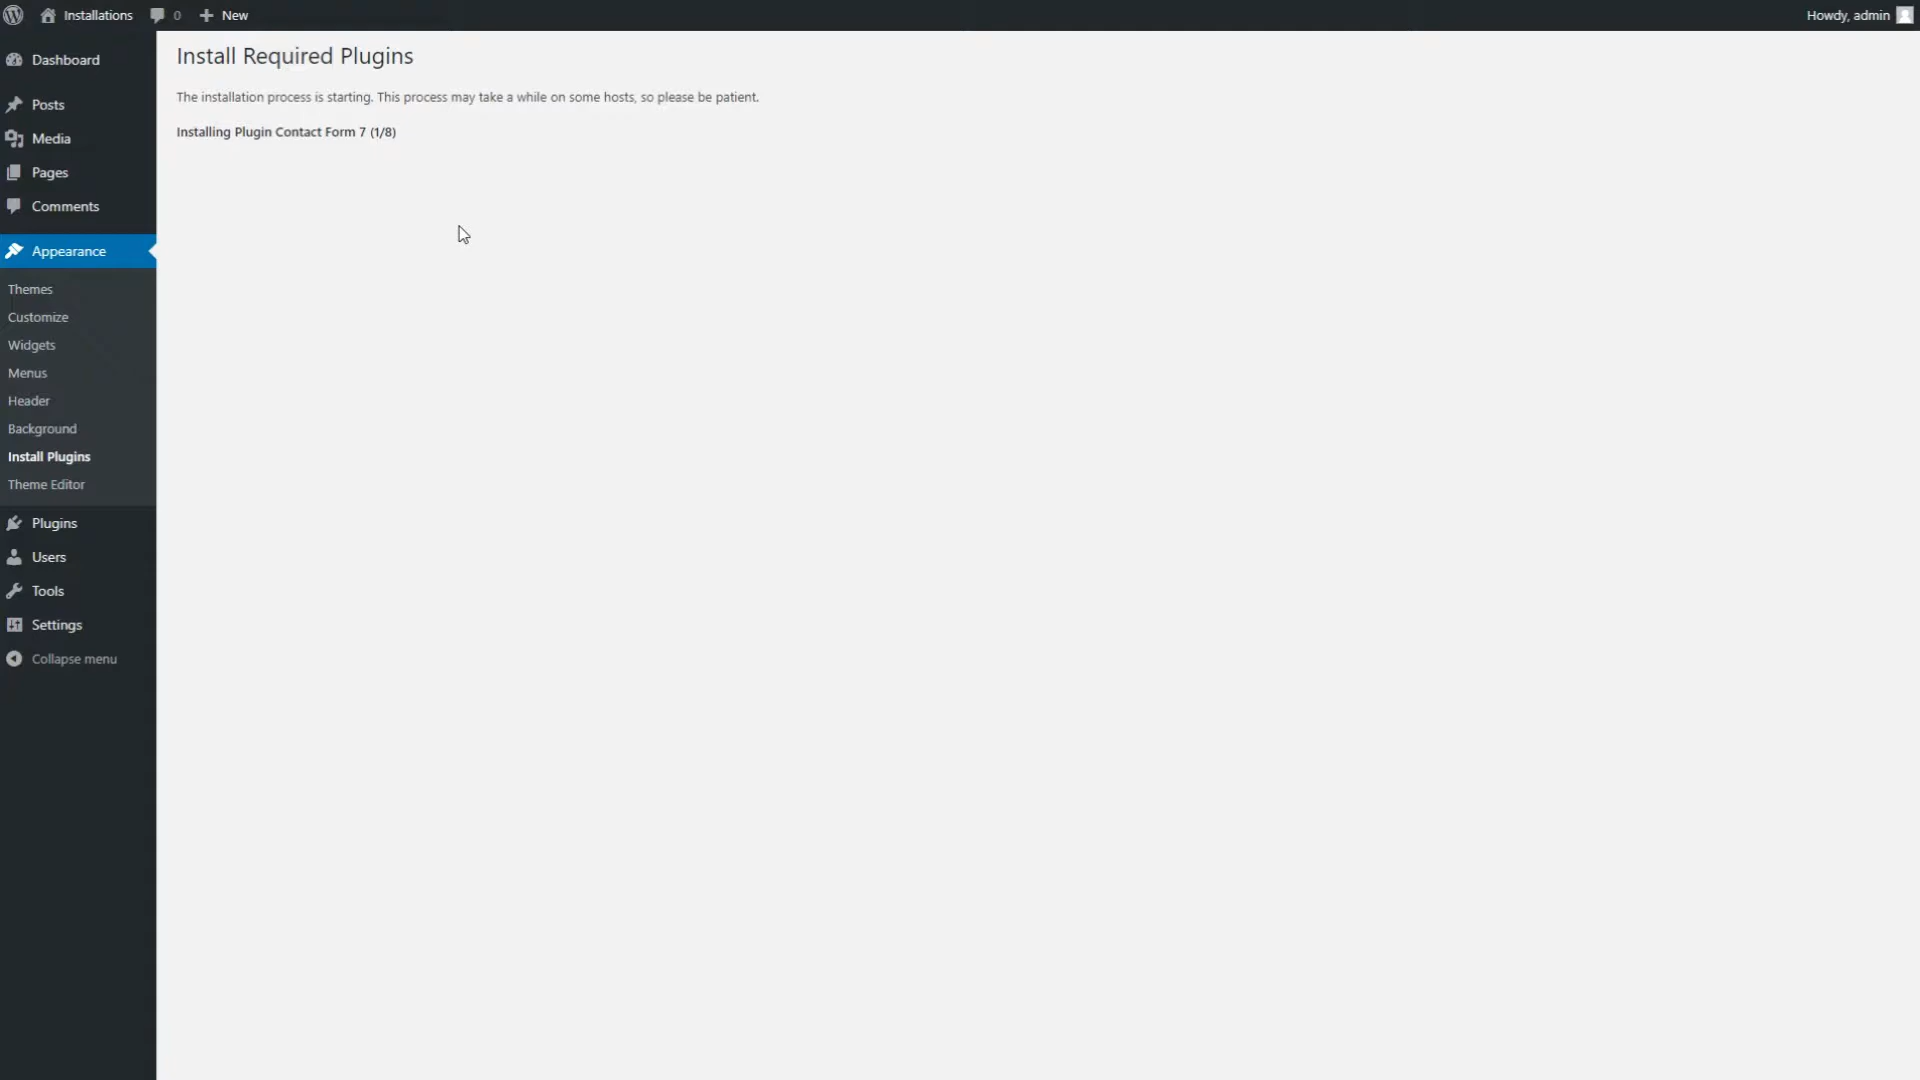 Installations
0
New
Howdy, admin
Dashboard
Posts
Media
Pages
Comments
Appearance
Themes
Customize
Widgets
Menus
Header
Background
Install Plugins
Theme Editor
Plugins
Users
Tools
Settings
Collapse menu
Install Required Plugins
The installation process is starting. This process may take a while on some hosts, so please be patient.
Installing Plugin Contact Form 7 (1/8)